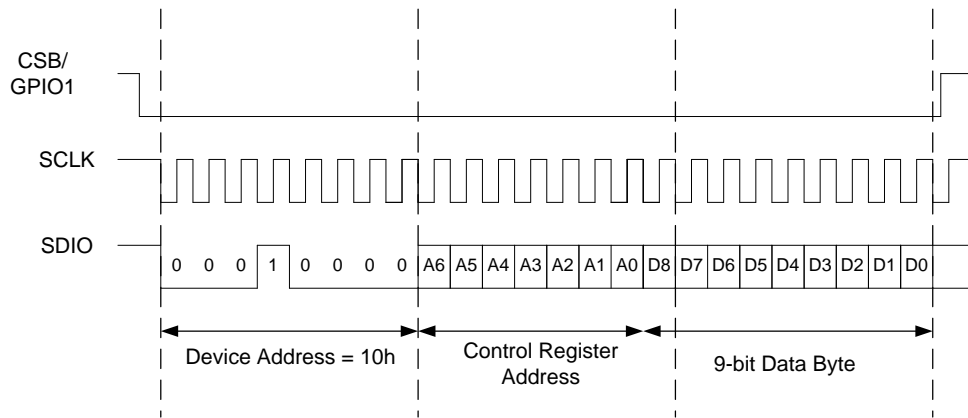 CSB/
GPIO1
SCLK
SDIO
0 0 0 1 0 0 0 0 A6 A5 A4 A3 A2 A1 A0 D8 D7 D6 D5 D4 D3 D2 D1 D0
Device Address = 10h
Control Register
Address
9-bit Data Byte